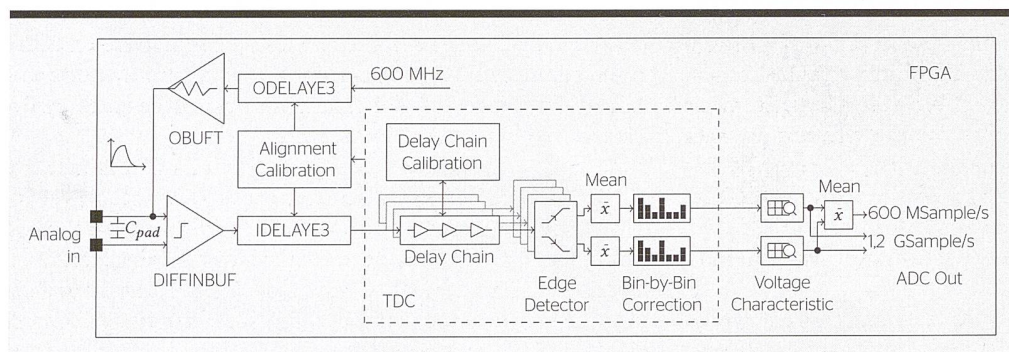 600 MHz
FPGA
ODELAYE3
OBUFT
Alignment
Calibration
Delay Chain
Calibration
Mean
x̄
Mean
x̄
600 MSample/s
Analog
in
Cpad
IDELAYE3
1,2 GSample/s
DIFFINBUF
Delay Chain
x̄
TDC
Edge
Detector
Bin-by-Bin
Correction
Voltage
Characteristic
ADC Out